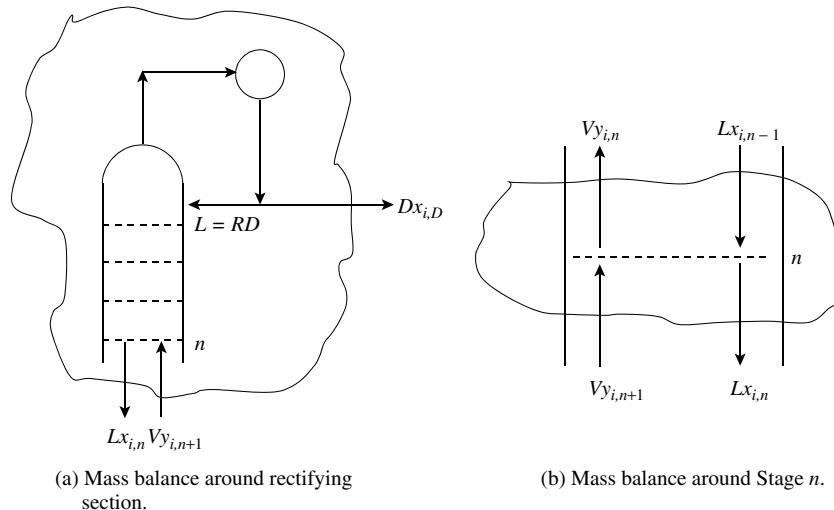 Dx_{i,D}
L = RD
n
Lx_{i,n} Vy_{i,n+1}
(a) Mass balance around rectifying
section.
Vy_{i,n}
Lx_{i,n – 1}
n
Vy_{i,n+1}
Lx_{i,n}
(b) Mass balance around Stage n.